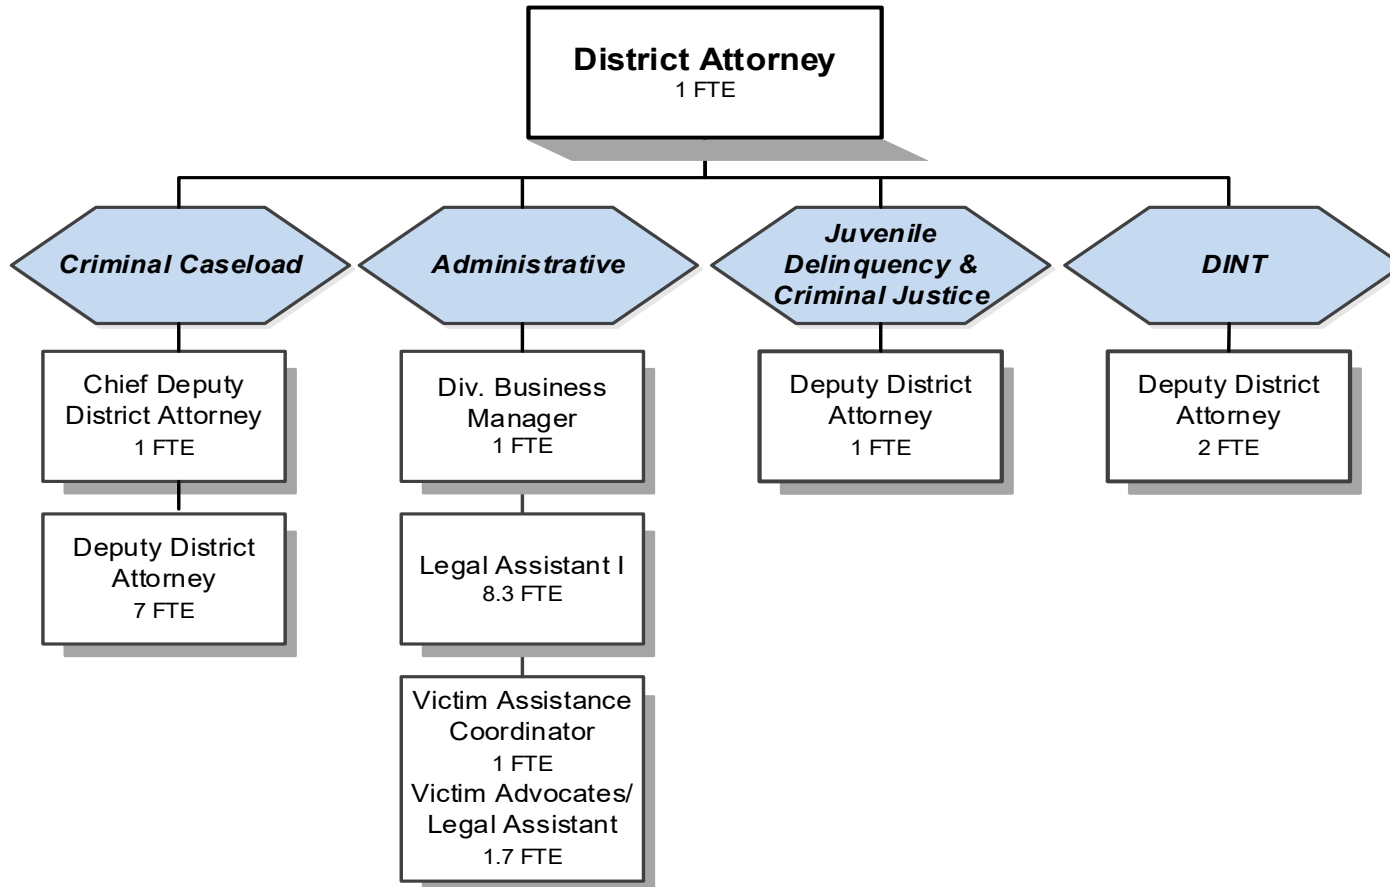 District Attorney
1 FTE
Criminal Caseload
Administrative
Juvenile
Delinquency &
Criminal Justice
DINT
Chief Deputy
District Attorney
1 FTE
Div. Business
Manager
1 FTE
Deputy District
Attorney
1 FTE
Deputy District
Attorney
2 FTE
Deputy District
Attorney
7 FTE
Legal Assistant I
8.3 FTE
Victim Assistance
Coordinator
1 FTE
Victim Advocates/
Legal Assistant
1.7 FTE